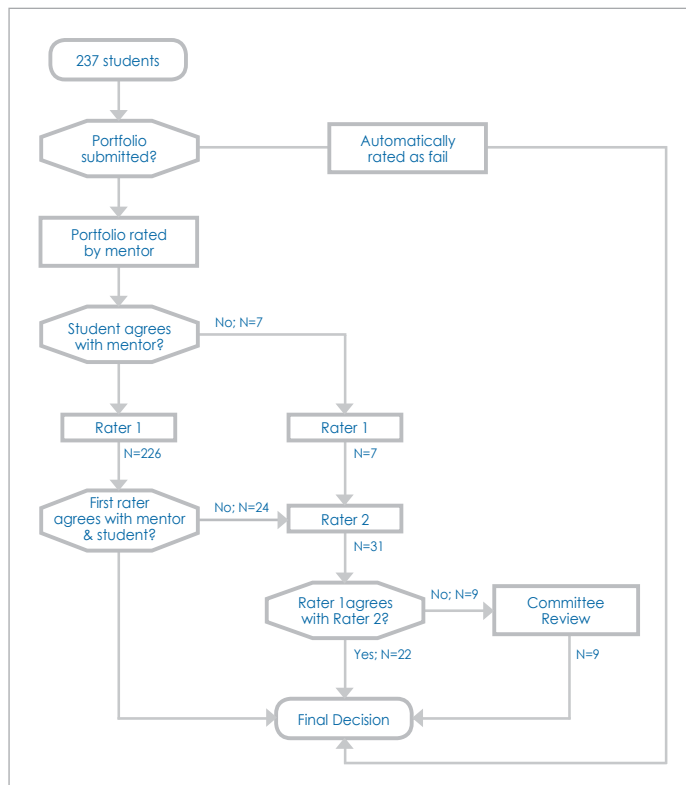 237 students
Portfolio
submitted?
Automatically
rated as fail
Portfolio rated
by mentor
Student agrees
with mentor?
No; N=7
Rater 1
Rater 1
N=226
N=7
First rater
agrees with mentor
& student?
No; N=24
Rater 2
N=31
Rater 1agrees
with Rater 2?
No; N=9
Committee
Review
Yes; N=22
N=9
Final Decision